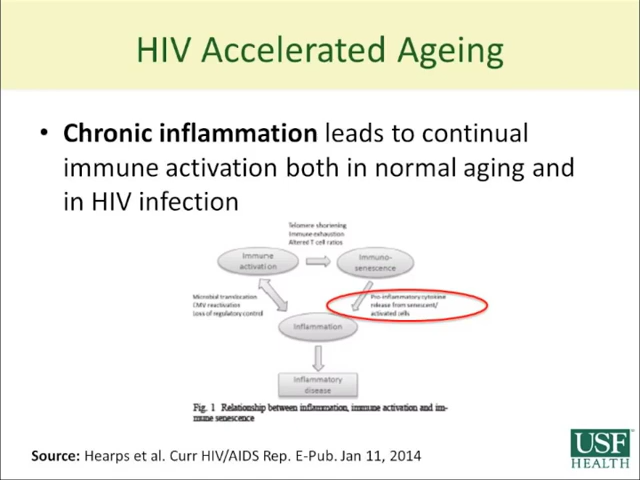 HIV Accelerated Ageing
• Chronic inflammation leads to continual
immune activation both in normal aging and
in HIV infection
Telomere shortening
Immune exhaustion
Altered T cell ratios
Immune
activation
Immuno-
senescence
Microbial translocation
CMV reactivation
Loss of regulatory control
Pro-inflammatory cytokine
release from senescent/
activated cells
Inflammation
Inflammatory
disease
Fig. 1 Relationship between inflammation, immune activation and im-
mune senescence
Source: Hearps et al. Curr HIV/AIDS Rep. E-Pub. Jan 11, 2014
USF
HEALTH